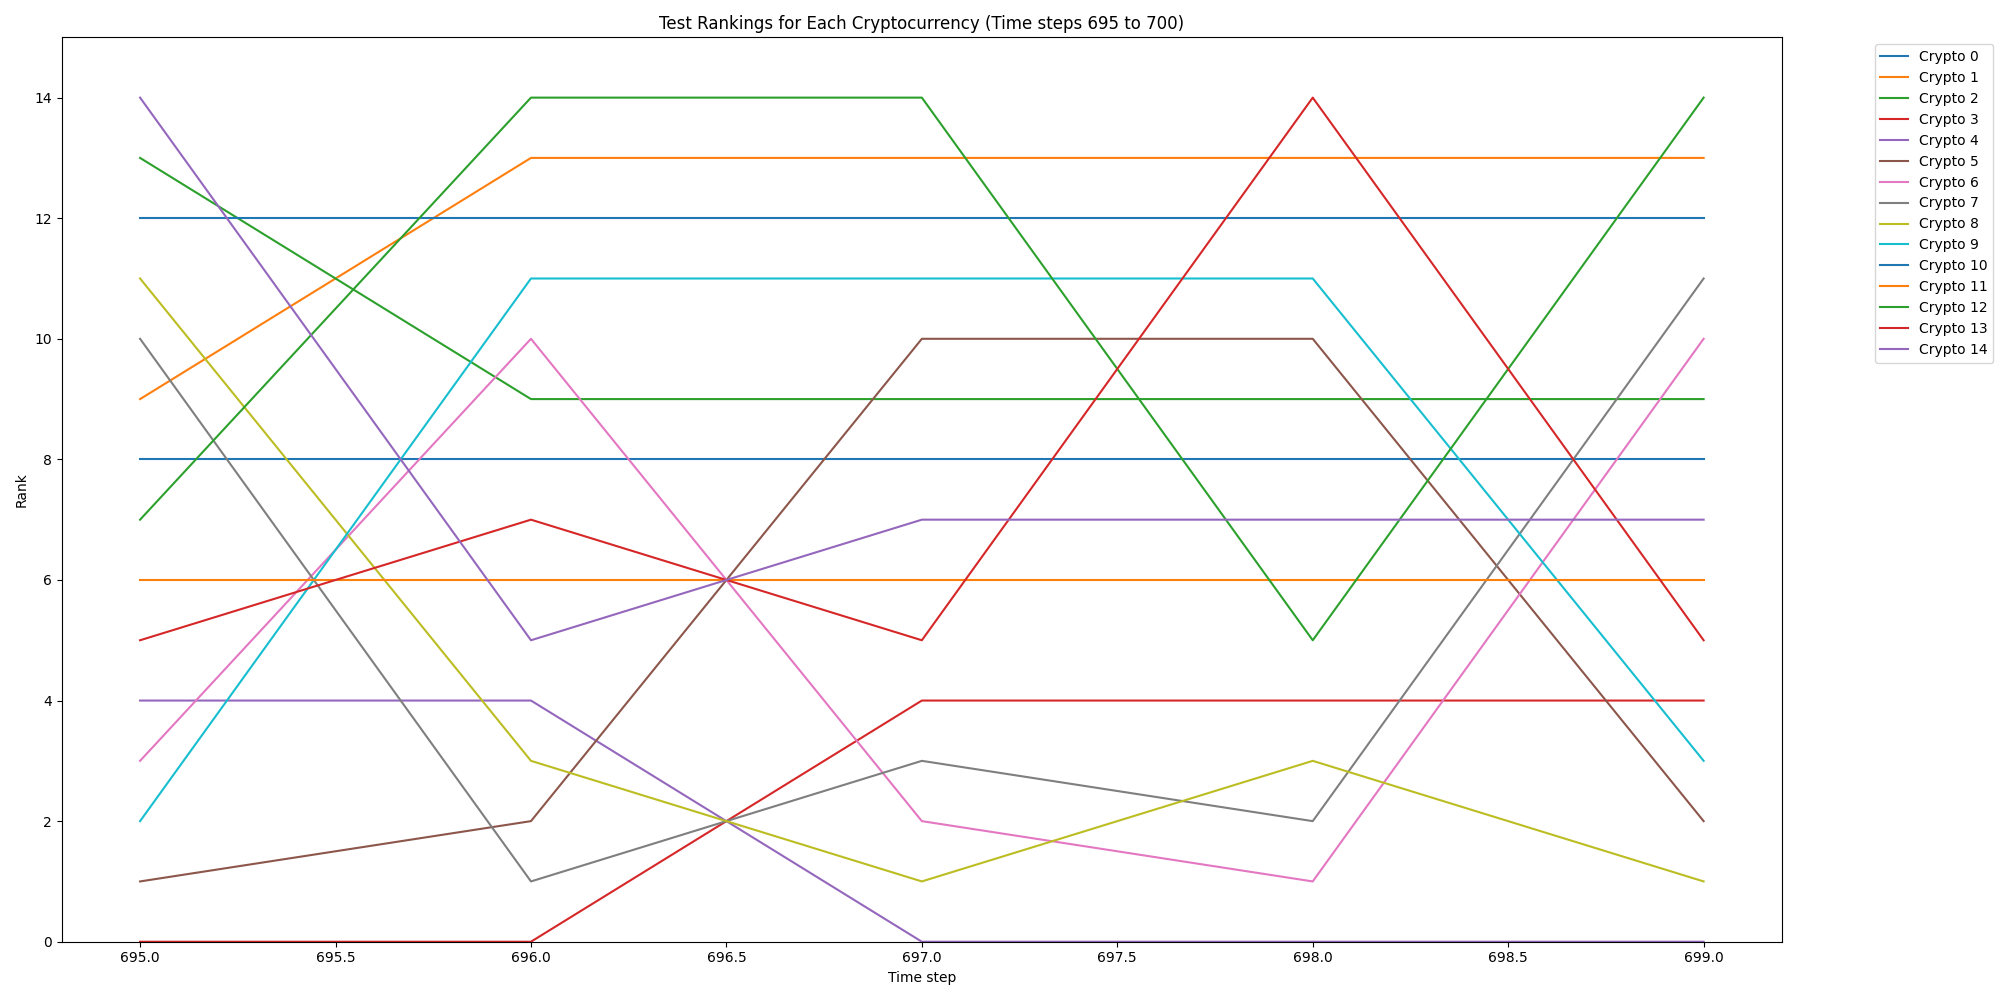 Test Rankings for Each Cryptocurrency (Time steps 695 to 700)
14
12
10
8
6
4
2
0
Rank
695.0 695.5 696.0 696.5 697.0 697.5 698.0 698.5 699.0
Time step
Crypto 0
Crypto 1
Crypto 2
Crypto 3
Crypto 4
Crypto 5
Crypto 6
Crypto 7
Crypto 8
Crypto 9
Crypto 10
Crypto 11
Crypto 12
Crypto 13
Crypto 14